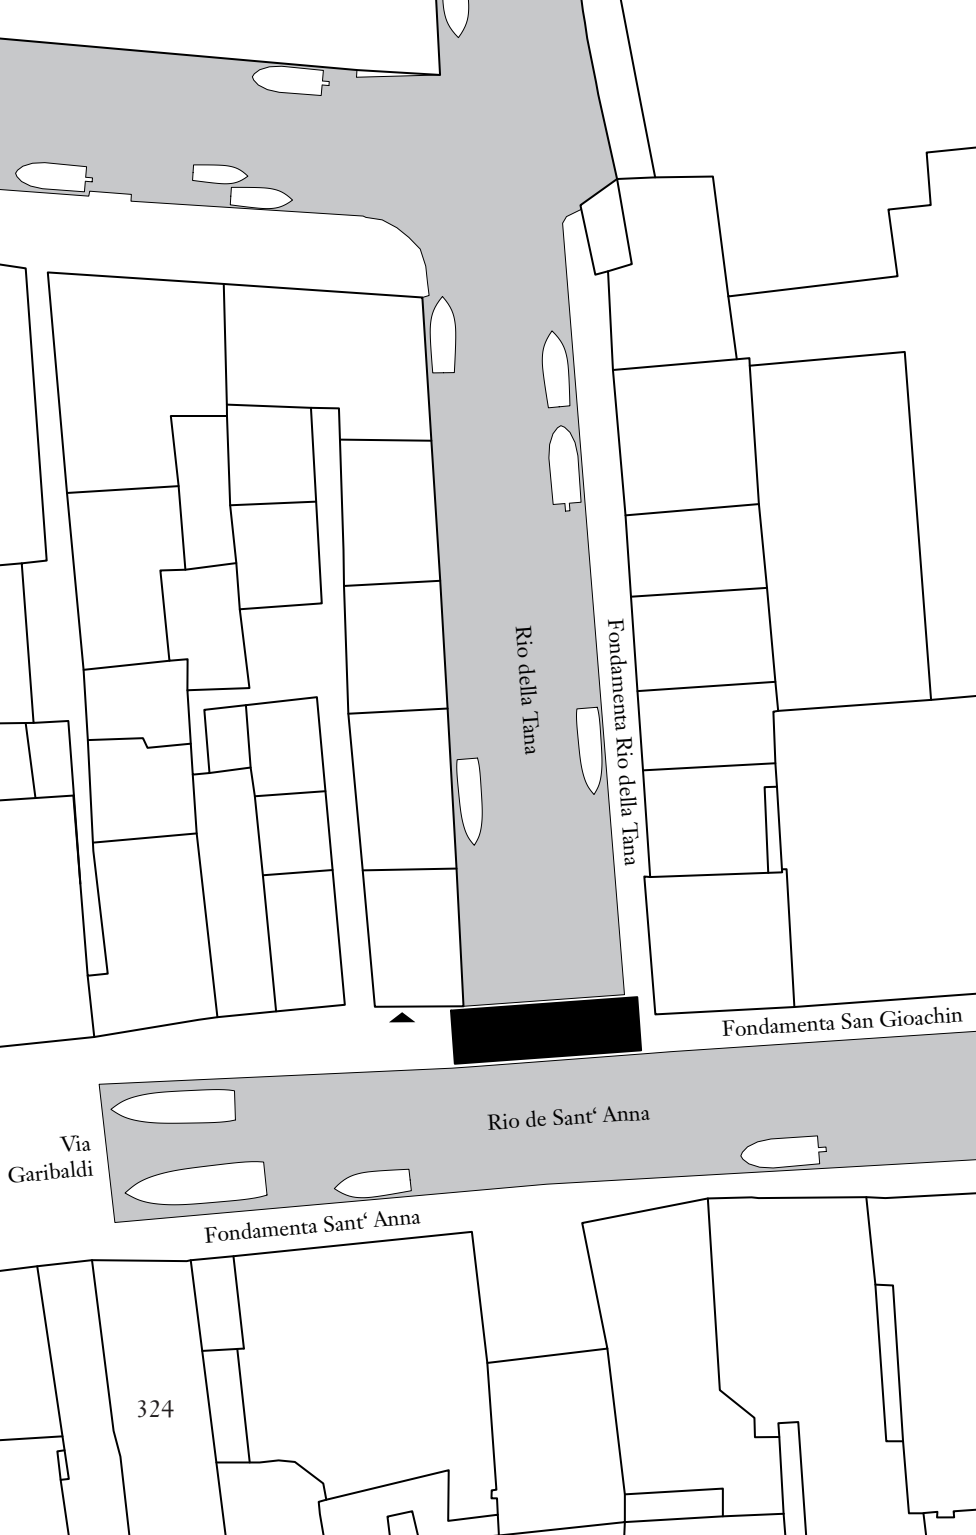 Rio della Tana
Fondamenta Rio della Tana
Fondamenta San Gioachin
Rio de Sant‘ Anna
Via
Garibaldi
Fondamenta Sant‘ Anna
324